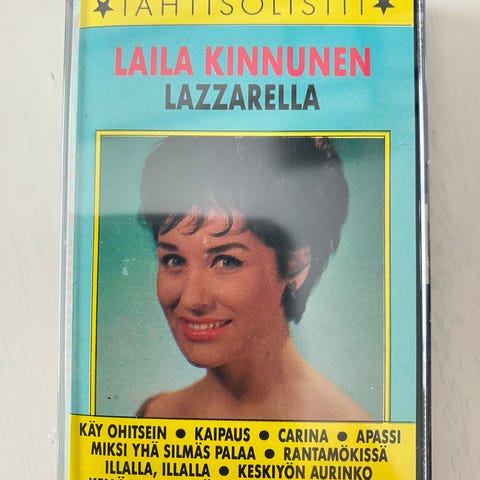 TÄHTISOLISTIT
LAILA KINNUNEN
LAZZARELLA
KÄY OHITSEIN ● KAIPAUS ● CARINA ● APASSI
MIKSI YHÄ SILMÄS PALAA ● RANTAMÖKISSÄ
ILLALLA, ILLALLA ● KESKIYÖN AURINKO